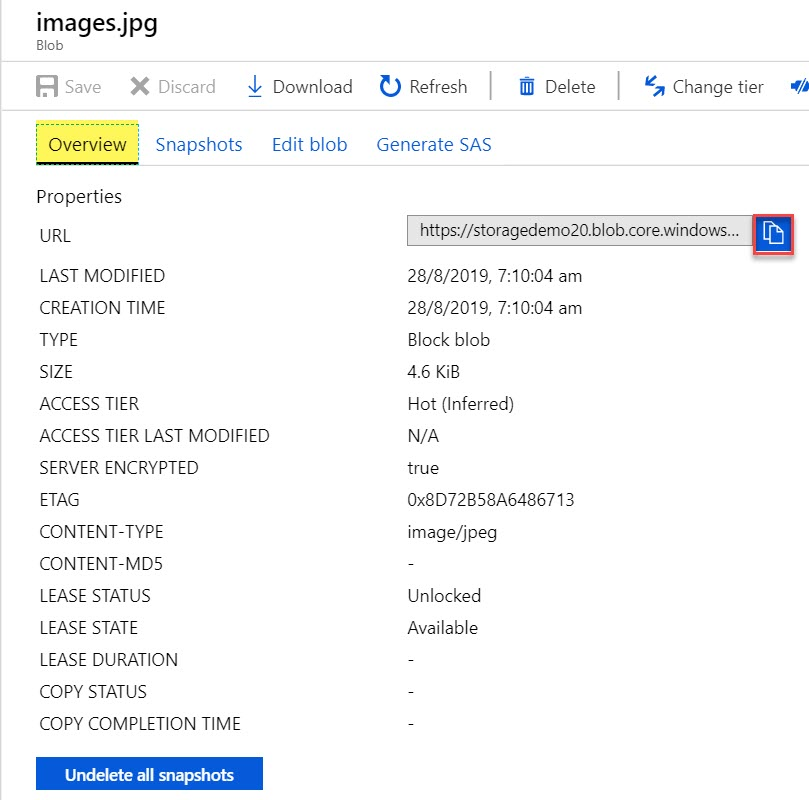 images.jpg
Blob
Save Discard Download Refresh Delete Change tier
Overview Snapshots Edit blob Generate SAS
Properties
URL https://storagedemo20.blob.core.windows...
LAST MODIFIED 28/8/2019, 7:10:04 am
CREATION TIME 28/8/2019, 7:10:04 am
TYPE Block blob
SIZE 4.6 KiB
ACCESS TIER Hot (Inferred)
ACCESS TIER LAST MODIFIED N/A
SERVER ENCRYPTED true
ETAG 0x8D72B58A6486713
CONTENT-TYPE image/jpeg
CONTENT-MD5 -
LEASE STATUS Unlocked
LEASE STATE Available
LEASE DURATION -
COPY STATUS -
COPY COMPLETION TIME -
Undelete all snapshots